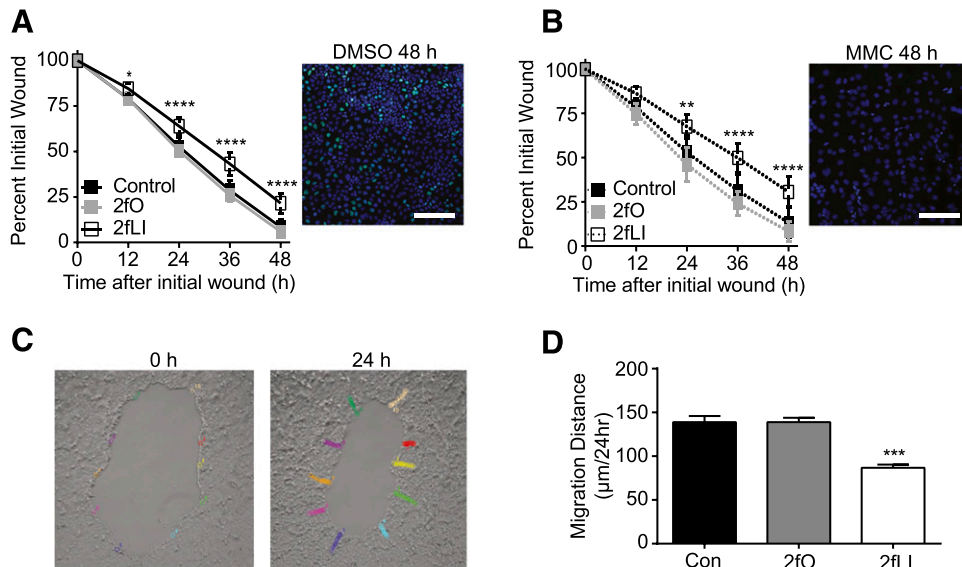 A
DMSO 48 h
Percent Initial Wound
100
75
50
25
0
*
****
****
****
Control
2fO
2fLI
0 12 24 36 48
Time after initial wound (h)
B
MMC 48 h
Percent Initial Wound
100
75
50
25
0
**
****
****
Control
2fO
2fLI
0 12 24 36 48
Time after initial wound (h)
C
0 h
24 h
D
Migration Distance
(µm/24hr)
200
150
100
50
0
***
Con 2fO 2fLI